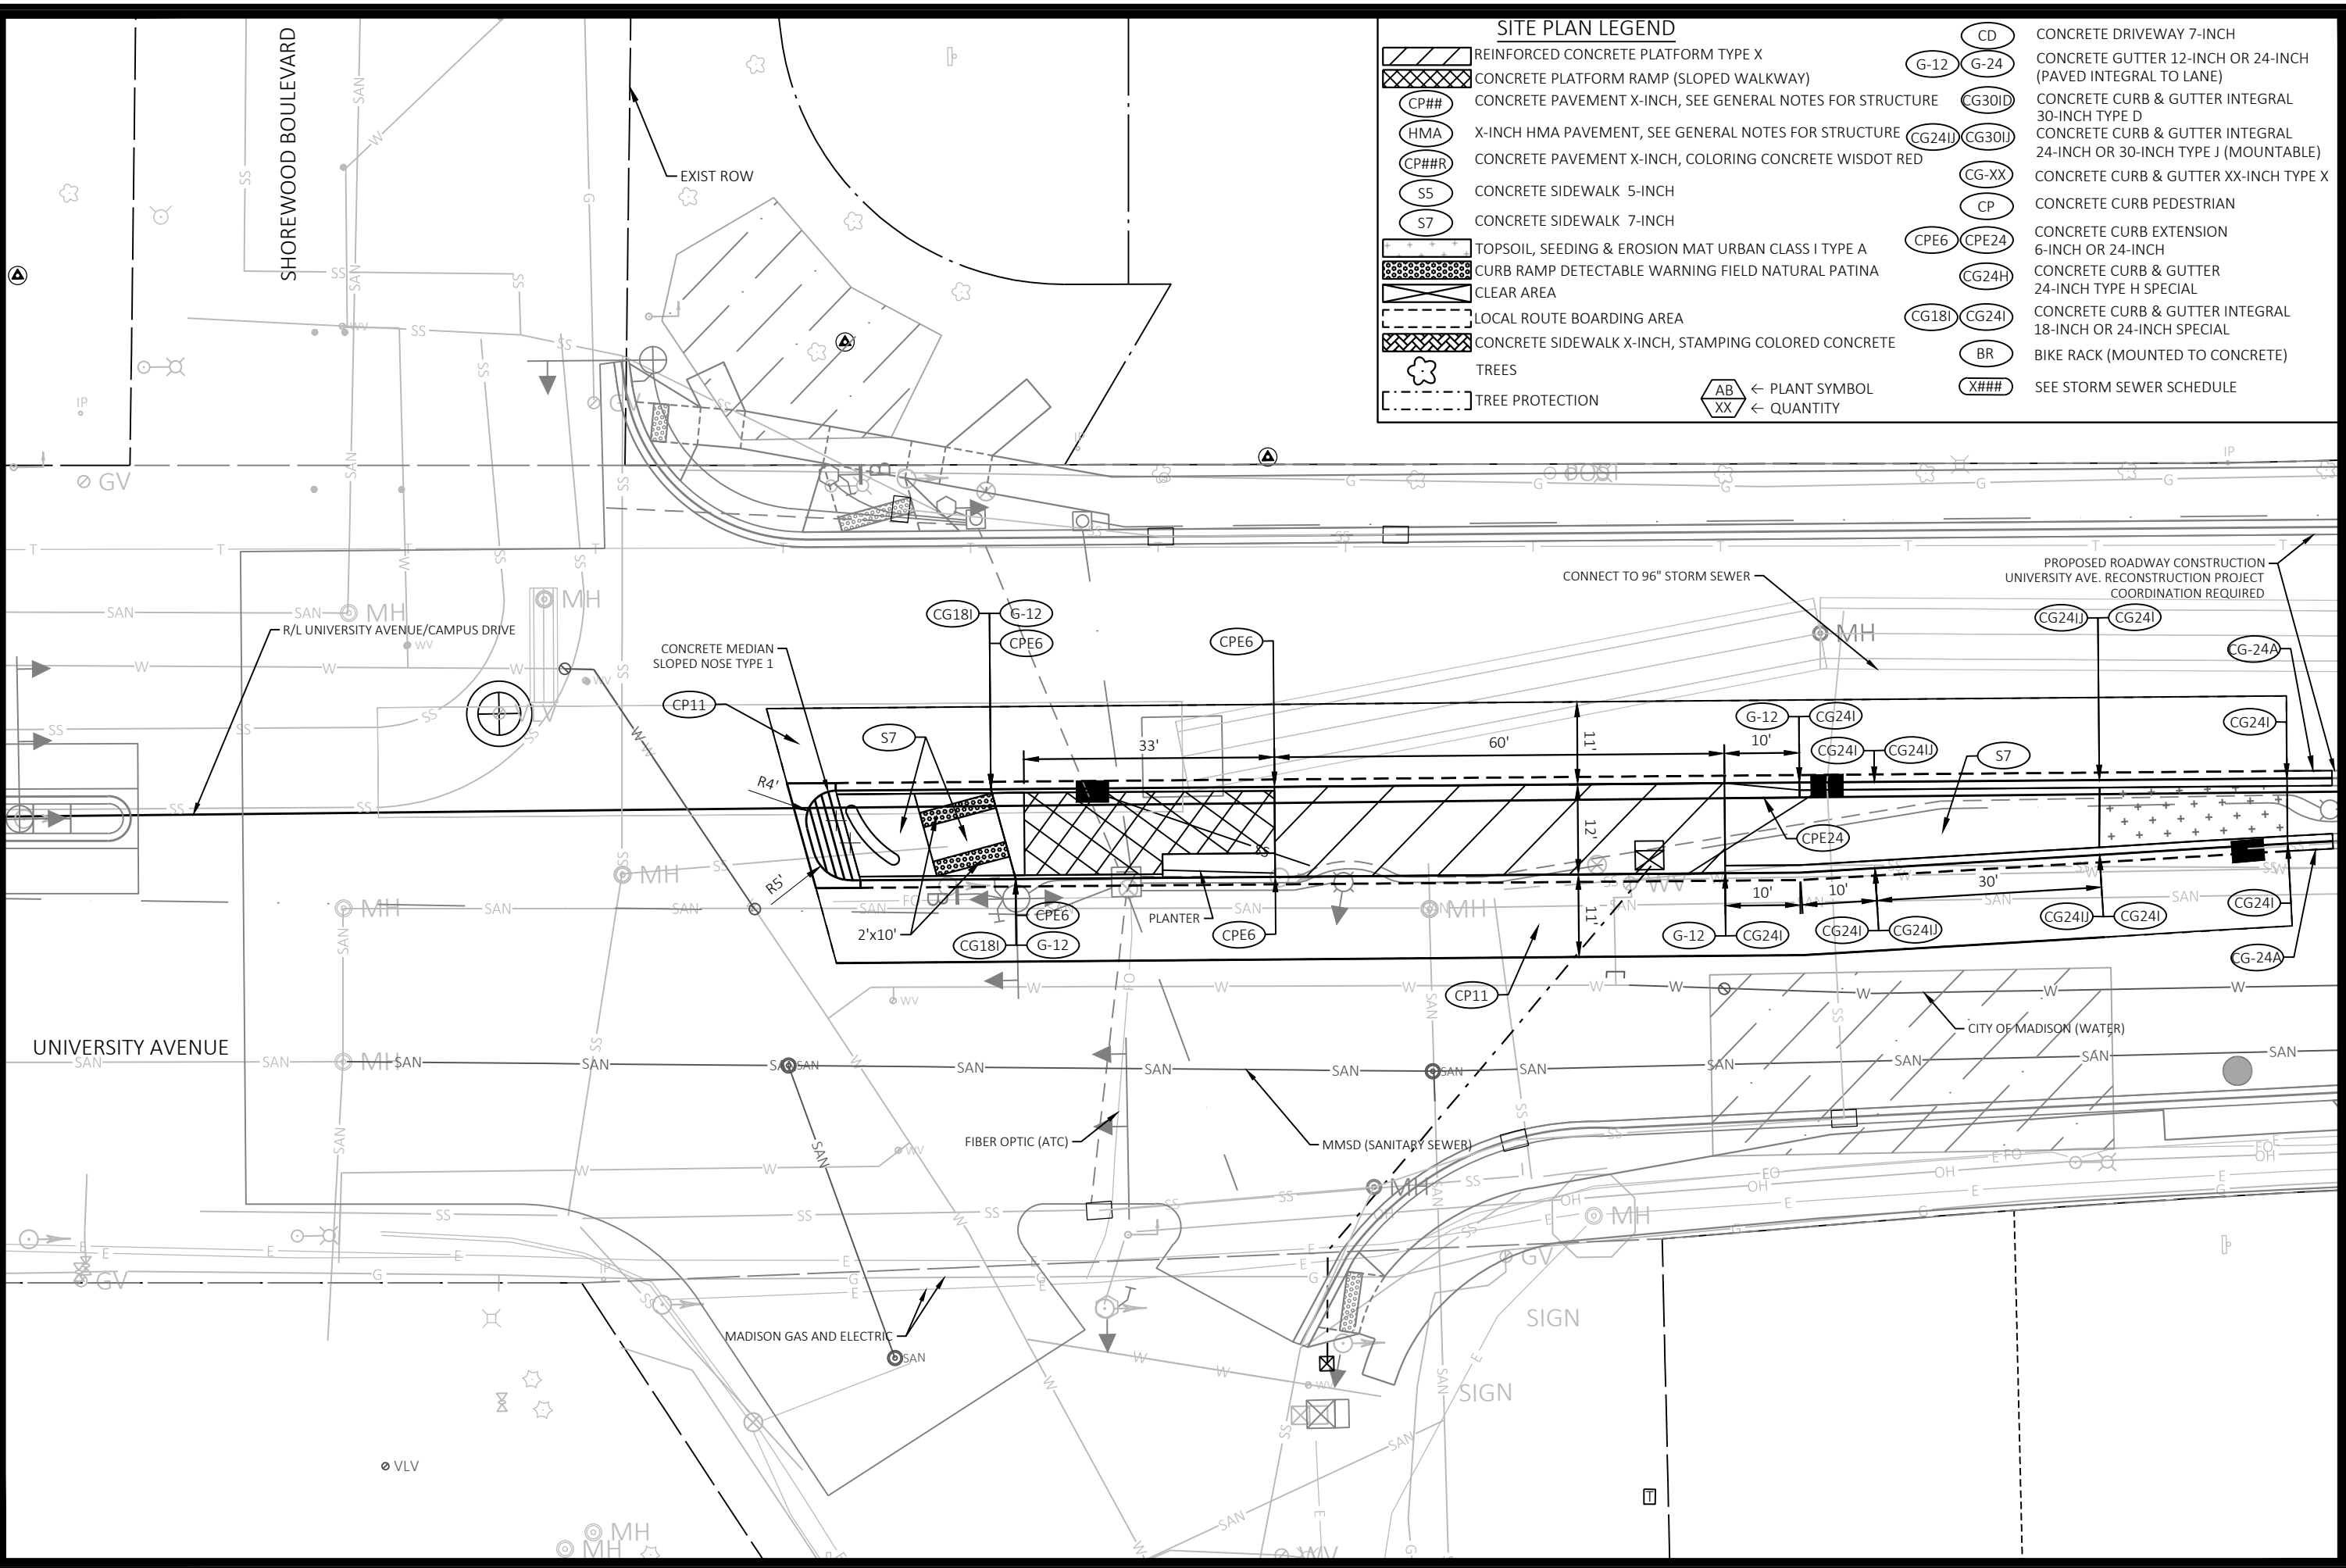 SITE PLAN LEGEND
REINFORCED CONCRETE PLATFORM TYPE X
CONCRETE PLATFORM RAMP (SLOPED WALKWAY)
CP## CONCRETE PAVEMENT X-INCH, SEE GENERAL NOTES FOR STRUCTURE
HMA X-INCH HMA PAVEMENT, SEE GENERAL NOTES FOR STRUCTURE
CP##R CONCRETE PAVEMENT X-INCH, COLORING CONCRETE WISDOT RED
S5 CONCRETE SIDEWALK 5-INCH
S7 CONCRETE SIDEWALK 7-INCH
TOPSOIL, SEEDING & EROSION MAT URBAN CLASS I TYPE A
CURB RAMP DETECTABLE WARNING FIELD NATURAL PATINA
CLEAR AREA
LOCAL ROUTE BOARDING AREA
CONCRETE SIDEWALK X-INCH, STAMPING COLORED CONCRETE
TREES
TREE PROTECTION
AB ← PLANT SYMBOL
XX ← QUANTITY
CD CONCRETE DRIVEWAY 7-INCH
G-12 G-24 CONCRETE GUTTER 12-INCH OR 24-INCH
(PAVED INTEGRAL TO LANE)
CG30ID CONCRETE CURB & GUTTER INTEGRAL
30-INCH TYPE D
CG24IJ CG30IJ CONCRETE CURB & GUTTER INTEGRAL
24-INCH OR 30-INCH TYPE J (MOUNTABLE)
CG-XX CONCRETE CURB & GUTTER XX-INCH TYPE X
CP CONCRETE CURB PEDESTRIAN
CPE6 CPE24 CONCRETE CURB EXTENSION
6-INCH OR 24-INCH
CG24H CONCRETE CURB & GUTTER
24-INCH TYPE H SPECIAL
CG18I CG24I CONCRETE CURB & GUTTER INTEGRAL
18-INCH OR 24-INCH SPECIAL
BR BIKE RACK (MOUNTED TO CONCRETE)
X### SEE STORM SEWER SCHEDULE
SHOREWOOD BOULEVARD
EXIST ROW
PROPOSED ROADWAY CONSTRUCTION
UNIVERSITY AVE. RECONSTRUCTION PROJECT
COORDINATION REQUIRED
CONNECT TO 96" STORM SEWER
R/L UNIVERSITY AVENUE/CAMPUS DRIVE
CONCRETE MEDIAN
SLOPED NOSE TYPE 1
CG18I G-12
CPE6
CPE6
CG24IJ CG24I
CG-24A
CP11
S7
G-12 CG24I
CG24I CG24IJ
S7
CG24I
33'
60'
11'
10'
R4'
12'
CPE24
R5'
2'x10'
CPE6
CG18I G-12
PLANTER
CPE6
11'
10'
10'
30'
G-12 CG24I
CG24I CG24IJ
CG24IJ CG24I
CG24I
CG-24A
CP11
CITY OF MADISON (WATER)
UNIVERSITY AVENUE
FIBER OPTIC (ATC)
MMSD (SANITARY SEWER)
MADISON GAS AND ELECTRIC
SIGN
SIGN
VLV
GV
MH
T